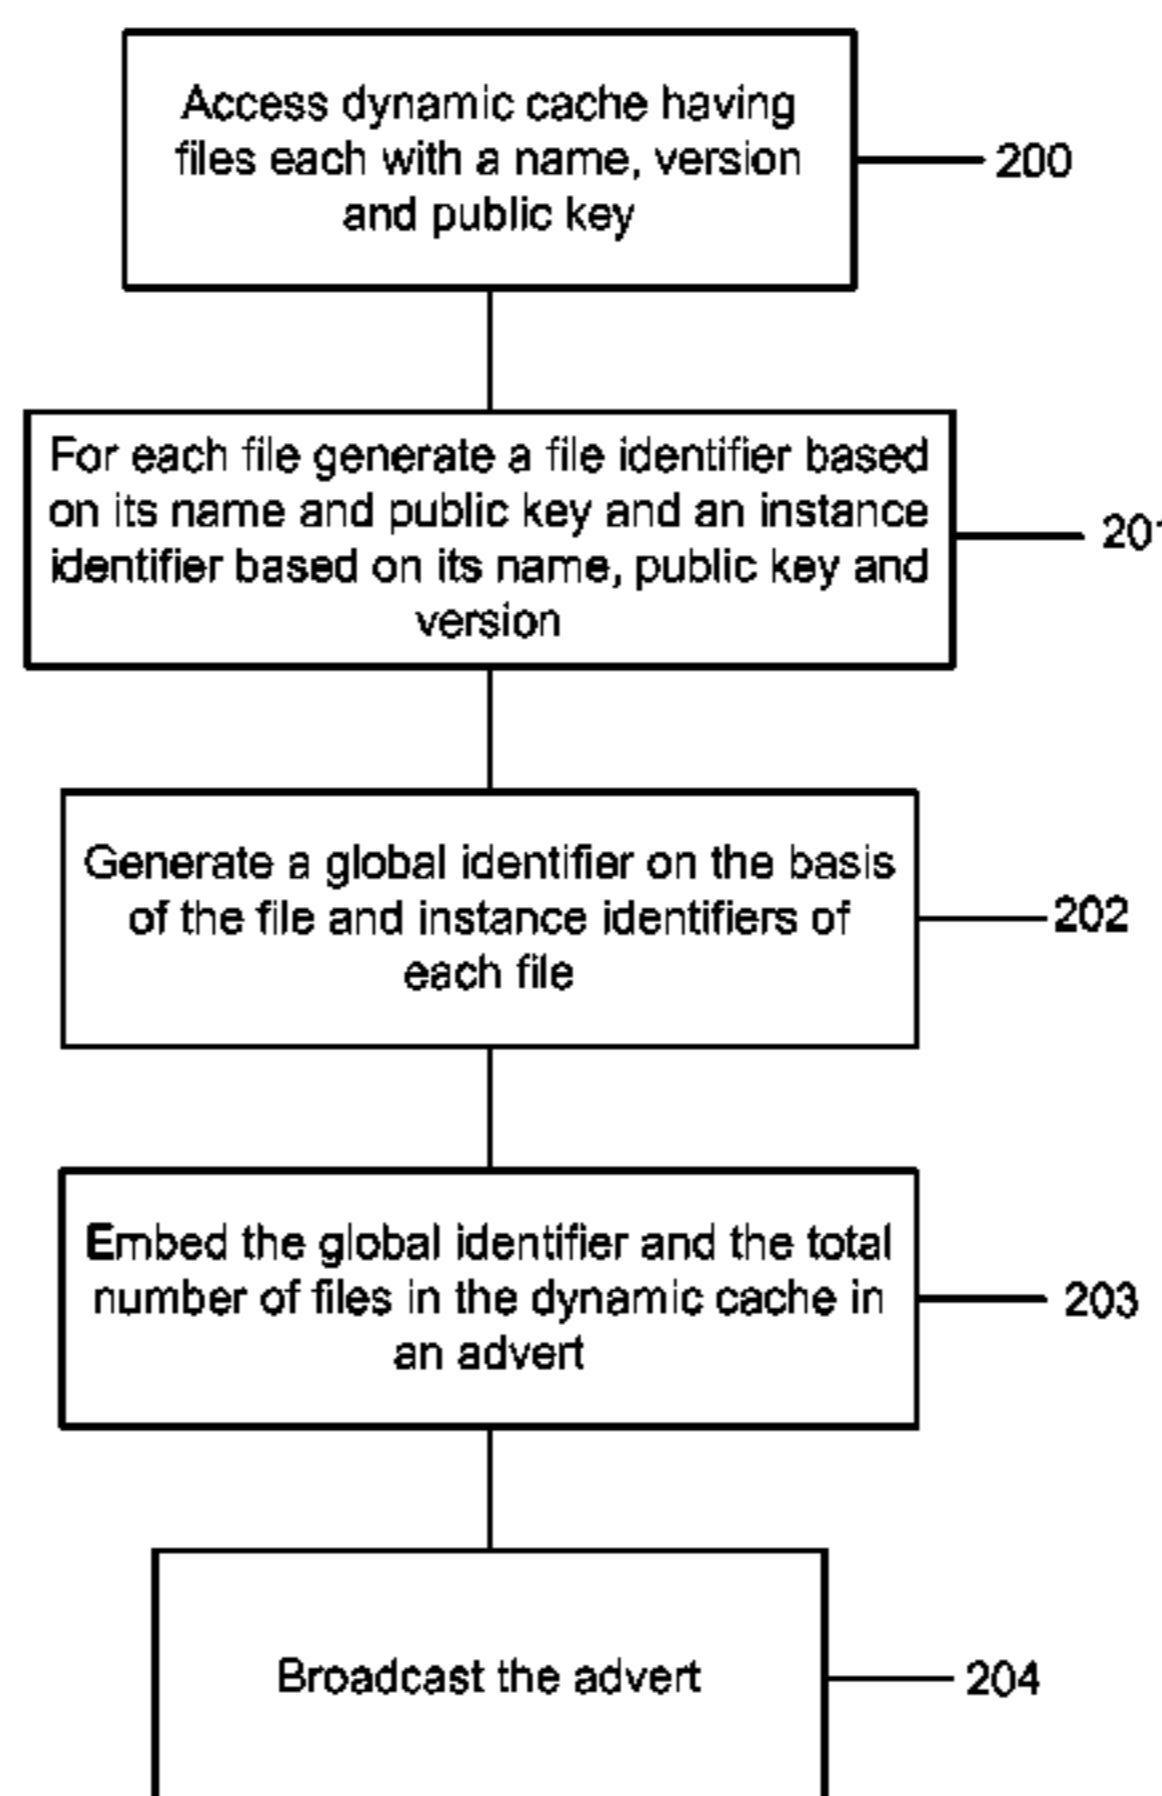 Access dynamic cache having
files each with a name, version
and public key
200
For each file generate a file identifier based
on its name and public key and an instance
identifier based on its name, public key and
version
201
Generate a global identifier on the basis
of the file and instance identifiers of
each file
202
Embed the global identifier and the total
number of files in the dynamic cache in
an advert
203
Broadcast the advert
204